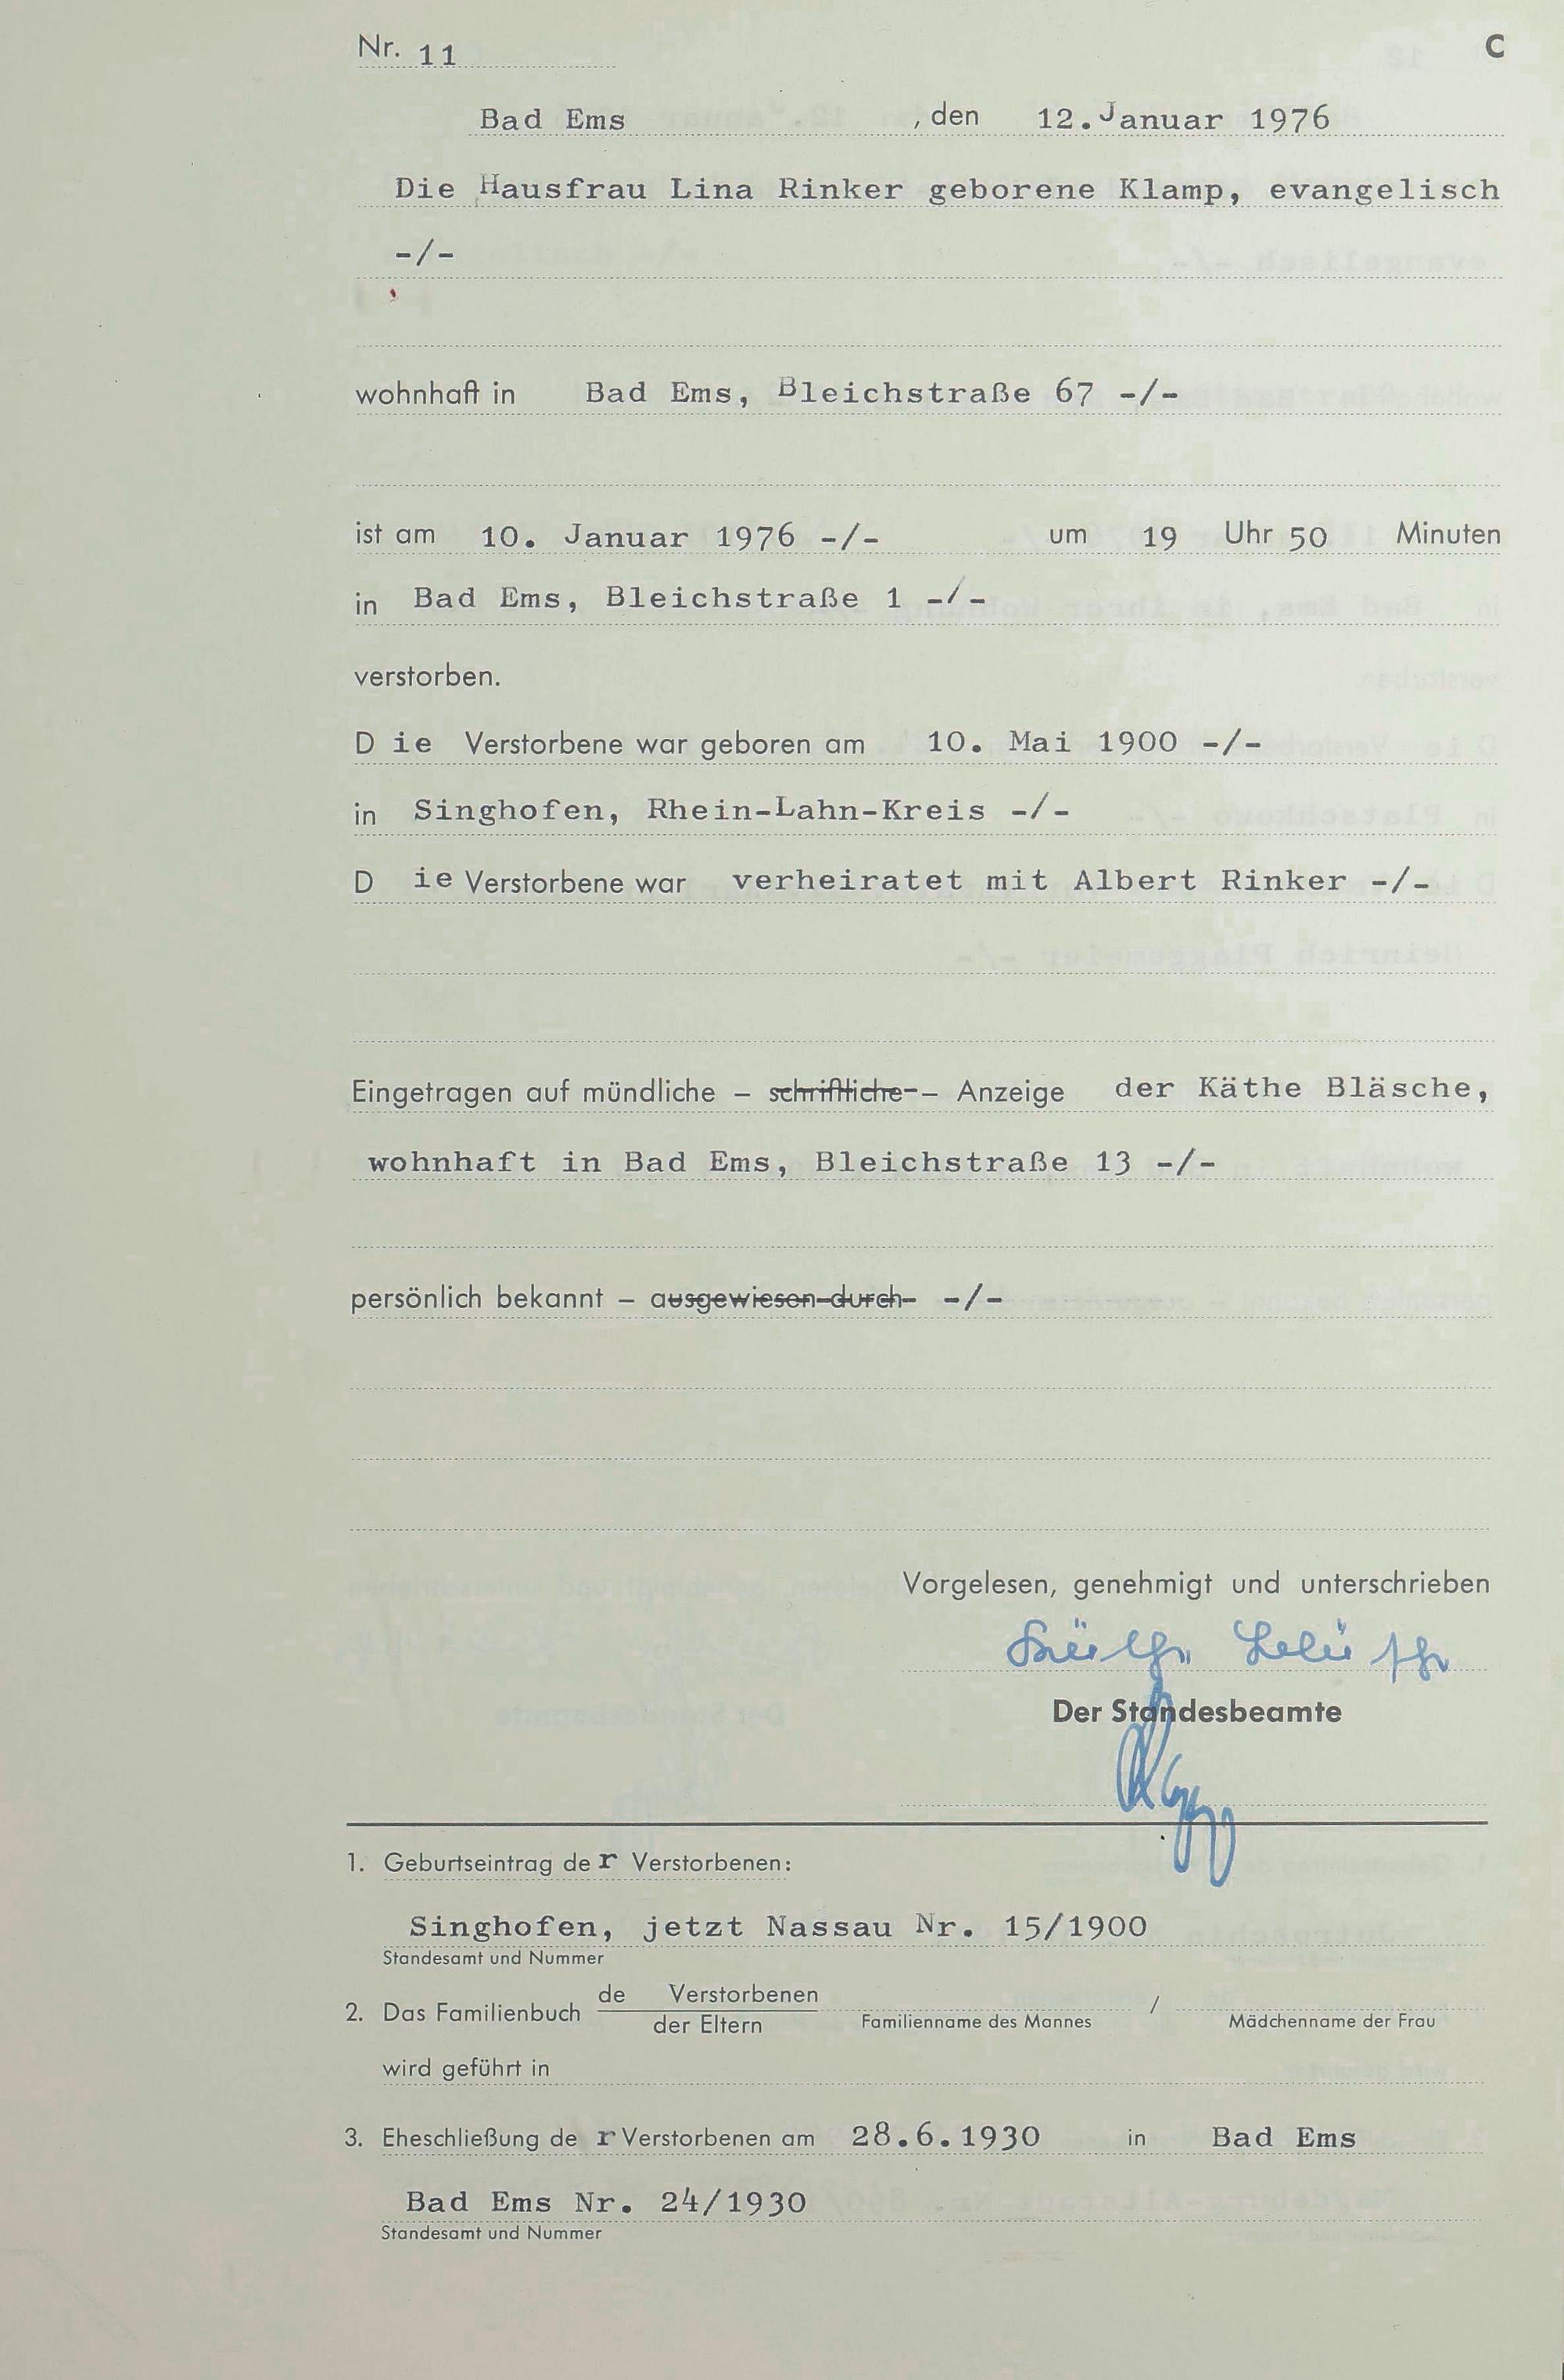 Nr. 11 C
Bad Ems , den 12.Januar 1976
Die Hausfrau Lina Rinker geborene Klamp, evangelisch
-/-
wohnhaft in Bad Ems, Bleichstraße 67 -/-
ist am 10. Januar 1976 -/- um 19 Uhr 50 Minuten
in Bad Ems, Bleichstraße 1 -/-
verstorben.
Die Verstorbene war geboren am 10. Mai 1900 -/-
in Singhofen, Rhein-Lahn-Kreis -/-
Die Verstorbene war verheiratet mit Albert Rinker -/-
Eingetragen auf mündliche – schriftliche – Anzeige der Käthe Bläsche,
wohnhaft in Bad Ems, Bleichstraße 13 -/-
persönlich bekannt – ausgewiesen durch -/-
Vorgelesen, genehmigt und unterschrieben
Käthe Bläsche
Der Standesbeamte
1. Geburtseintrag der Verstorbenen:
Singhofen, jetzt Nassau Nr. 15/1900
Standesamt und Nummer
de Verstorbenen
2. Das Familienbuch /
der Eltern Familienname des Mannes Mädchenname der Frau
wird geführt in
3. Eheschließung der Verstorbenen am 28.6.1930 in Bad Ems
Bad Ems Nr. 24/1930
Standesamt und Nummer